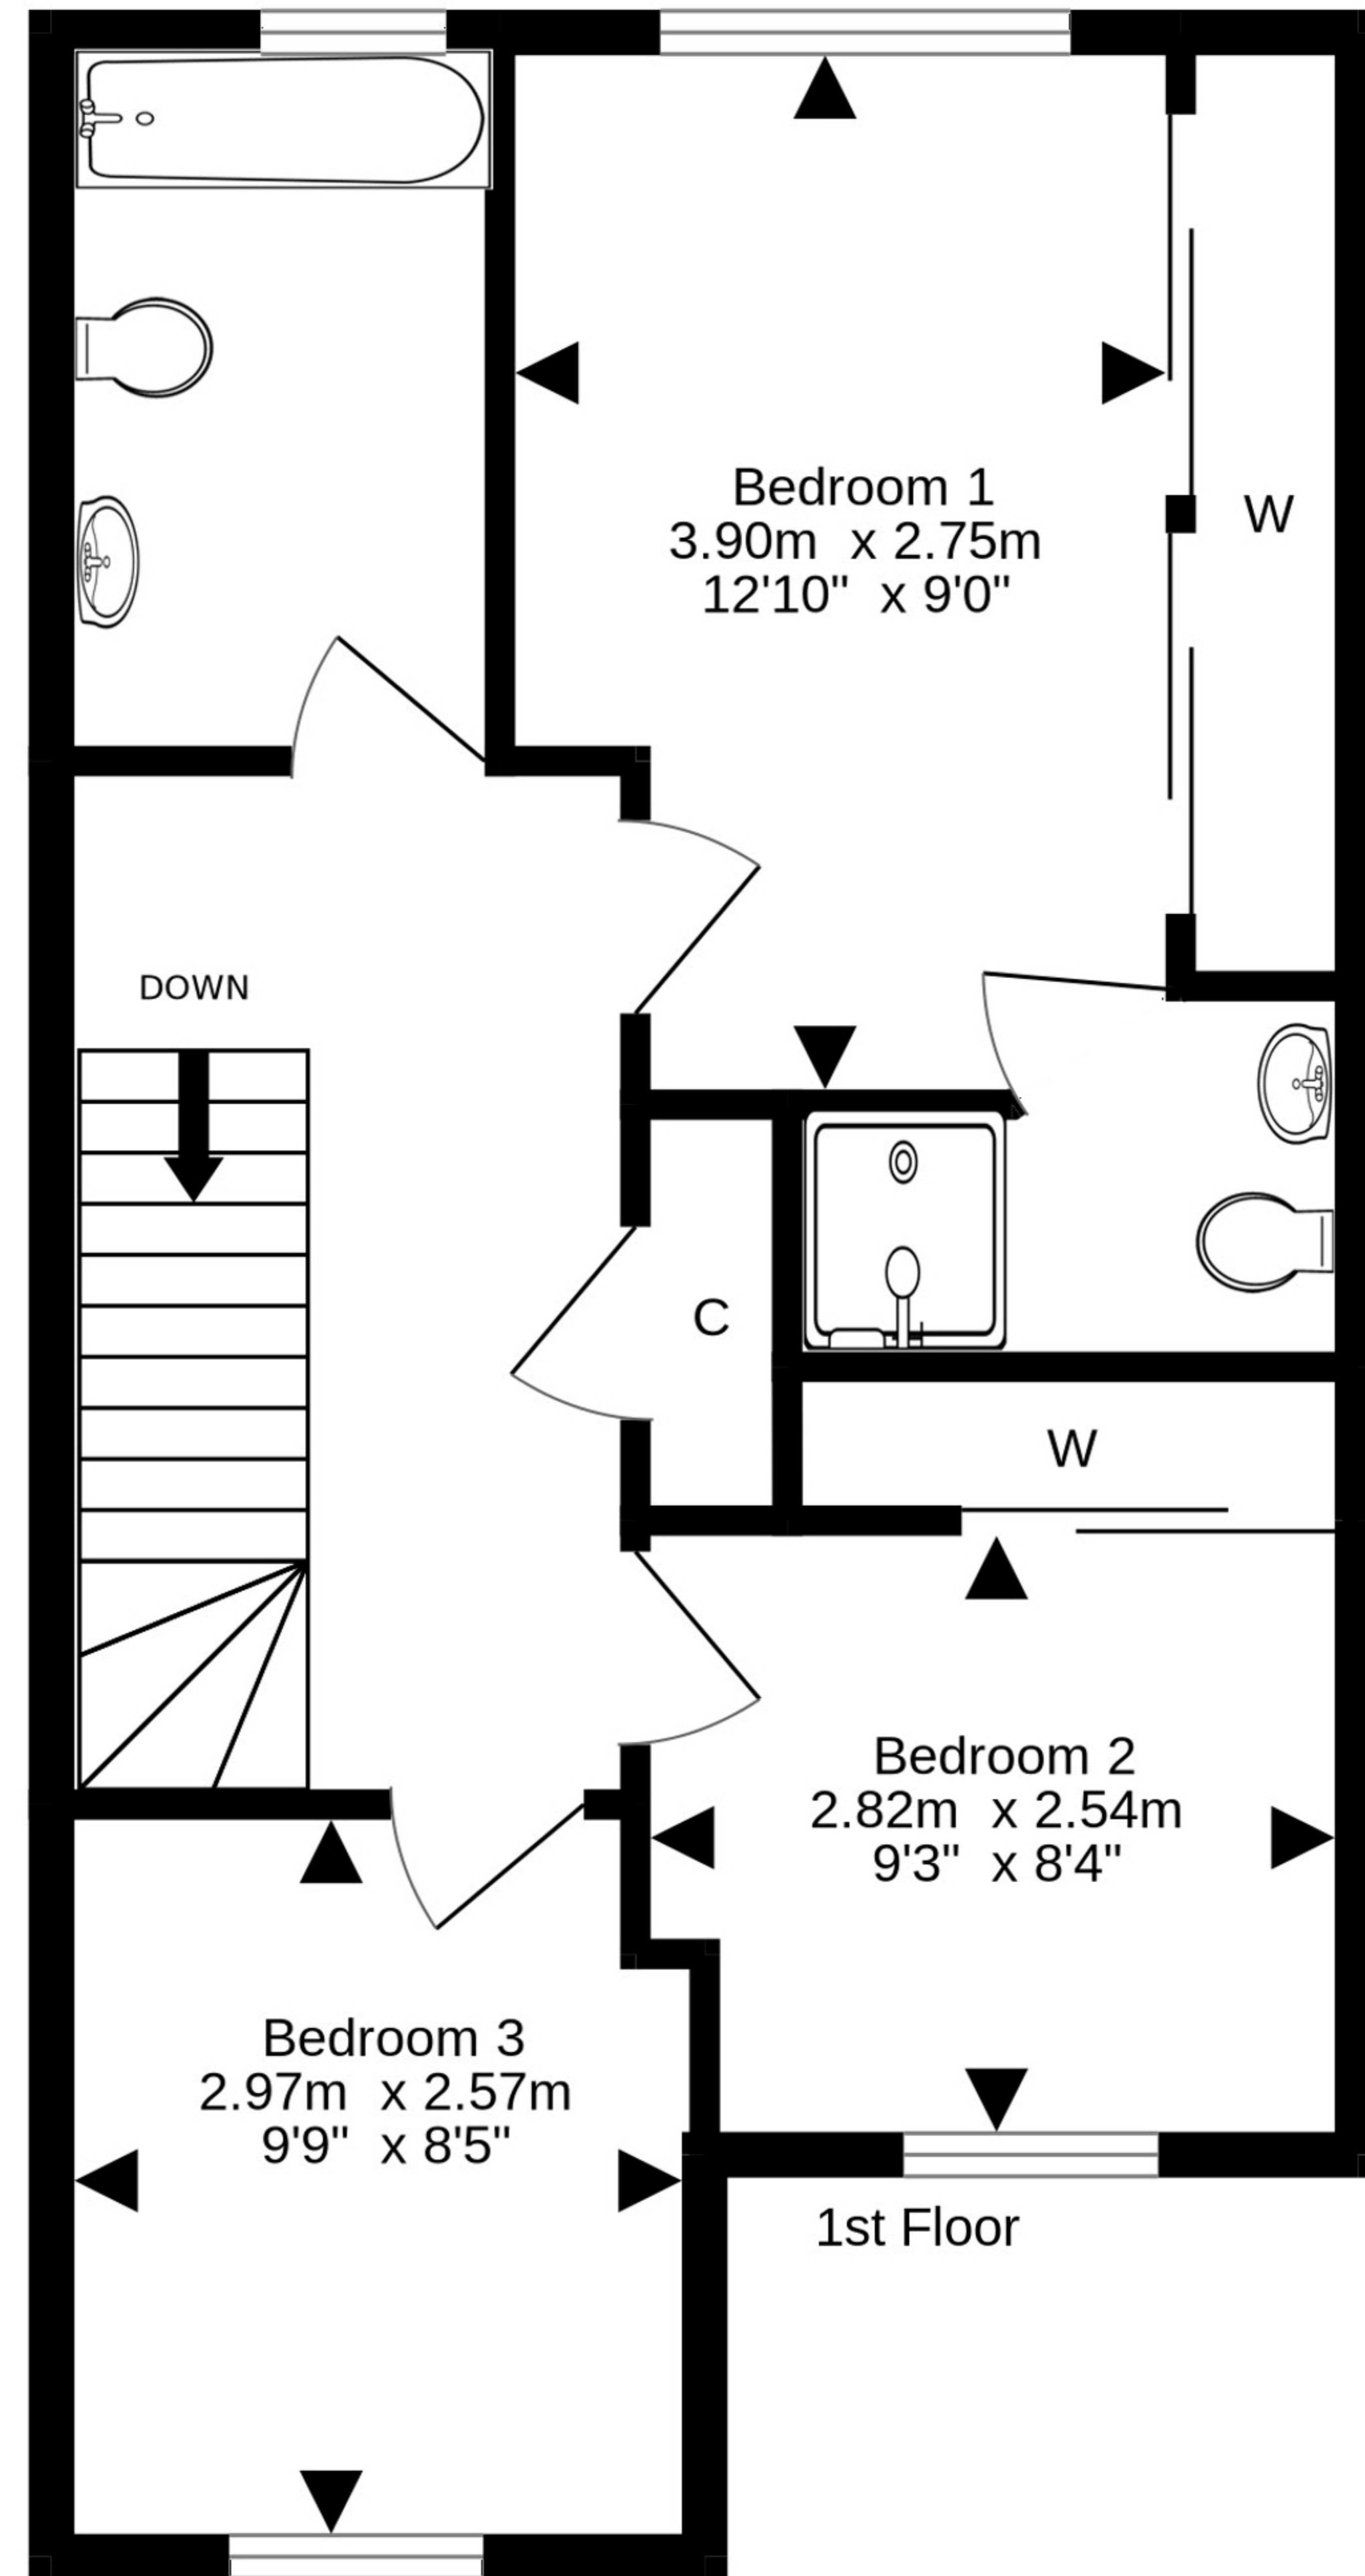 Bedroom 1
3.90m x 2.75m
12'10" x 9'0"
W
DOWN
C
W
Bedroom 2
2.82m x 2.54m
9'3" x 8'4"
Bedroom 3
2.97m x 2.57m
9'9" x 8'5"
1st Floor